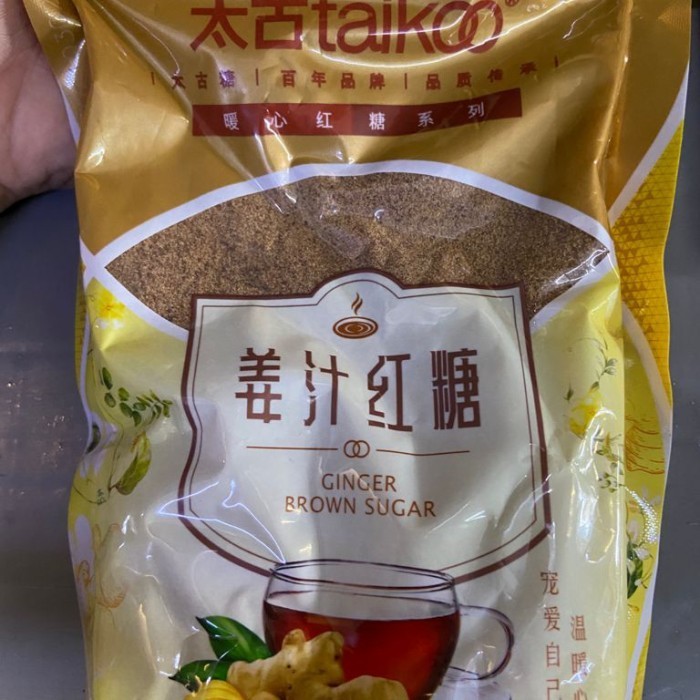 太古taikoo®
太古糖 | 百年品牌 | 品质传承
暖心红糖系列
姜汁红糖
GINGER
BROWN SUGAR
宠爱自己
温暖心